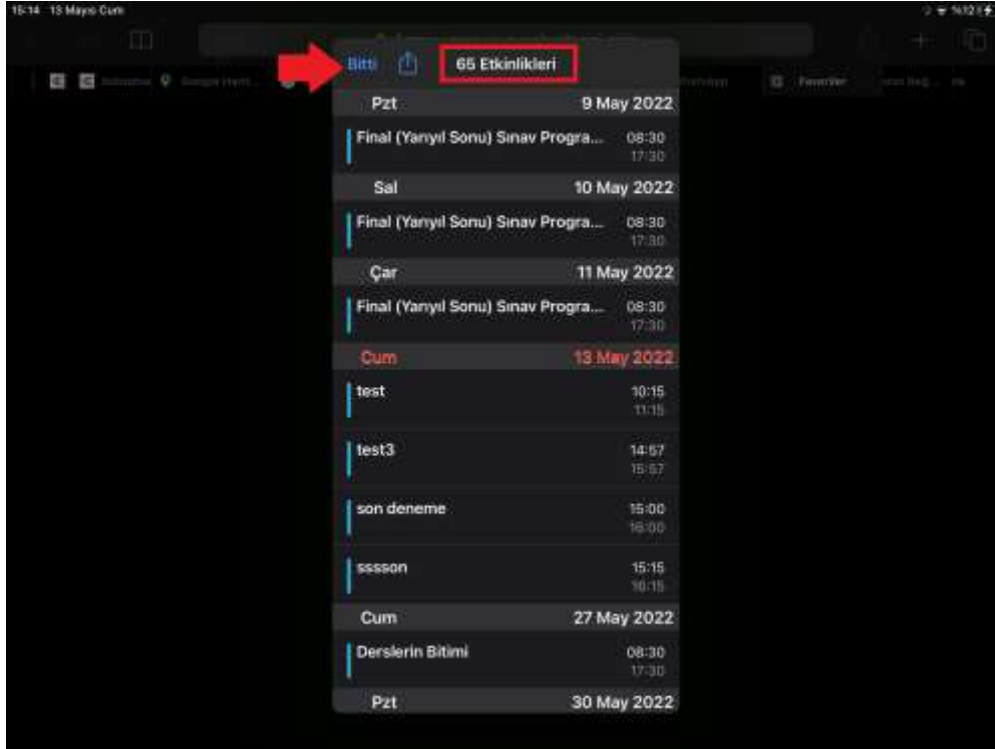 15:14 13 Mayıs Cum
Bitti
65 Etkinlikleri
Pzt 9 May 2022
Final (Yarıyıl Sonu) Sınav Progra... 08:30
17:30
Sal 10 May 2022
Final (Yarıyıl Sonu) Sınav Progra... 08:30
17:30
Çar 11 May 2022
Final (Yarıyıl Sonu) Sınav Progra... 08:30
17:30
Cum 13 May 2022
test 10:15
11:15
test3 14:57
15:57
son deneme 15:00
16:00
sssson 15:15
16:15
Cum 27 May 2022
Derslerin Bitimi 08:30
17:30
Pzt 30 May 2022